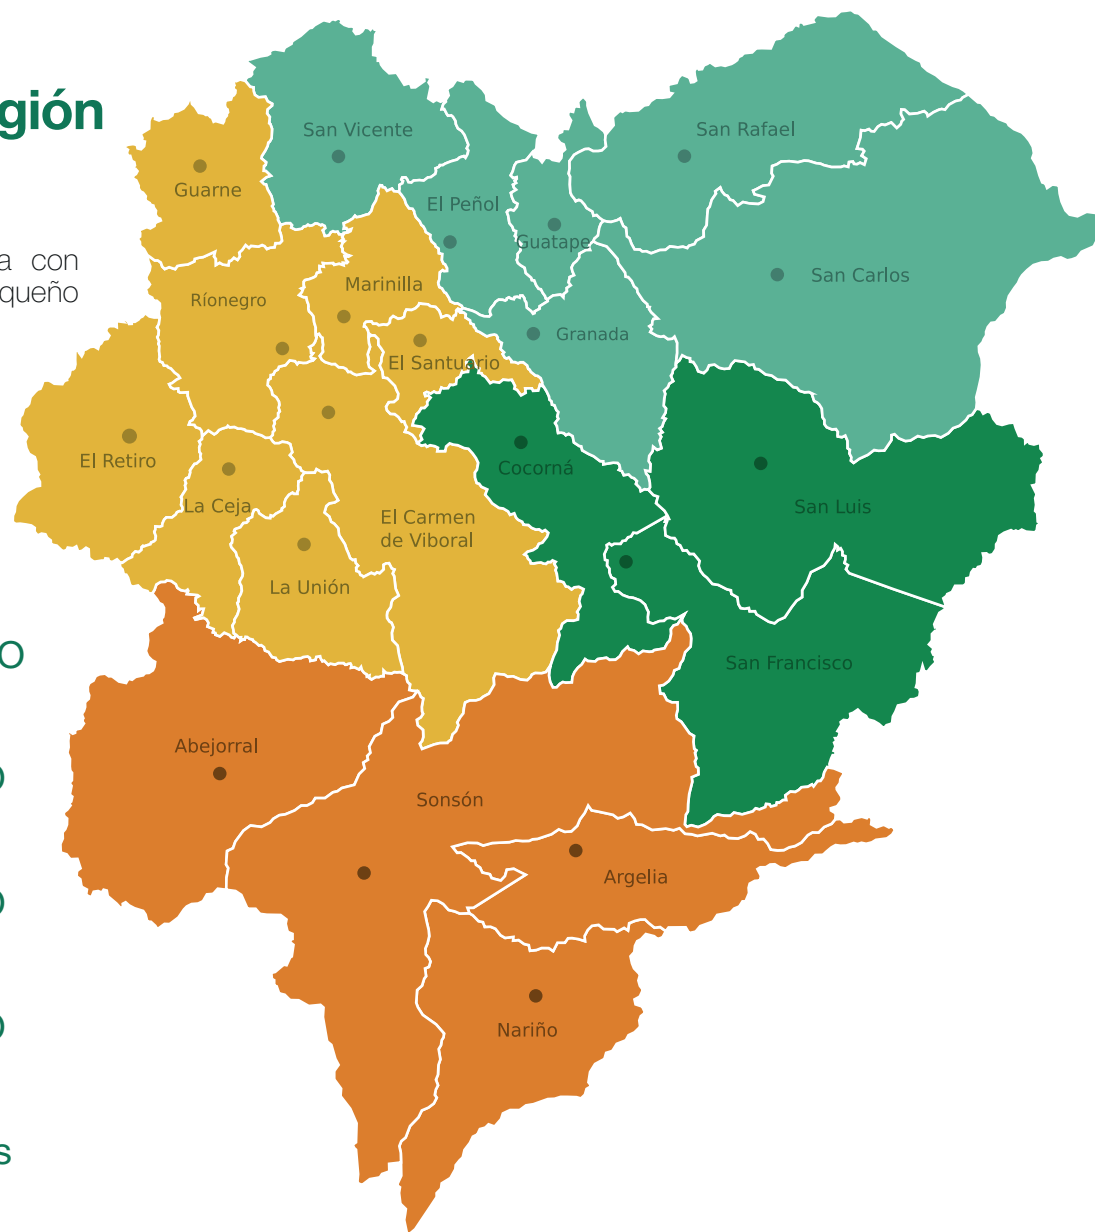 gión
a con
queño
O
O
O
O
s
San Vicente
San Rafael
Guarne
El Peñol
Guatape
San Carlos
Ríonegro
Marinilla
Granada
El Santuario
El Retiro
La Ceja
Cocorná
San Luis
El Carmen
de Viboral
La Unión
San Francisco
Abejorral
Sonsón
Argelia
Nariño